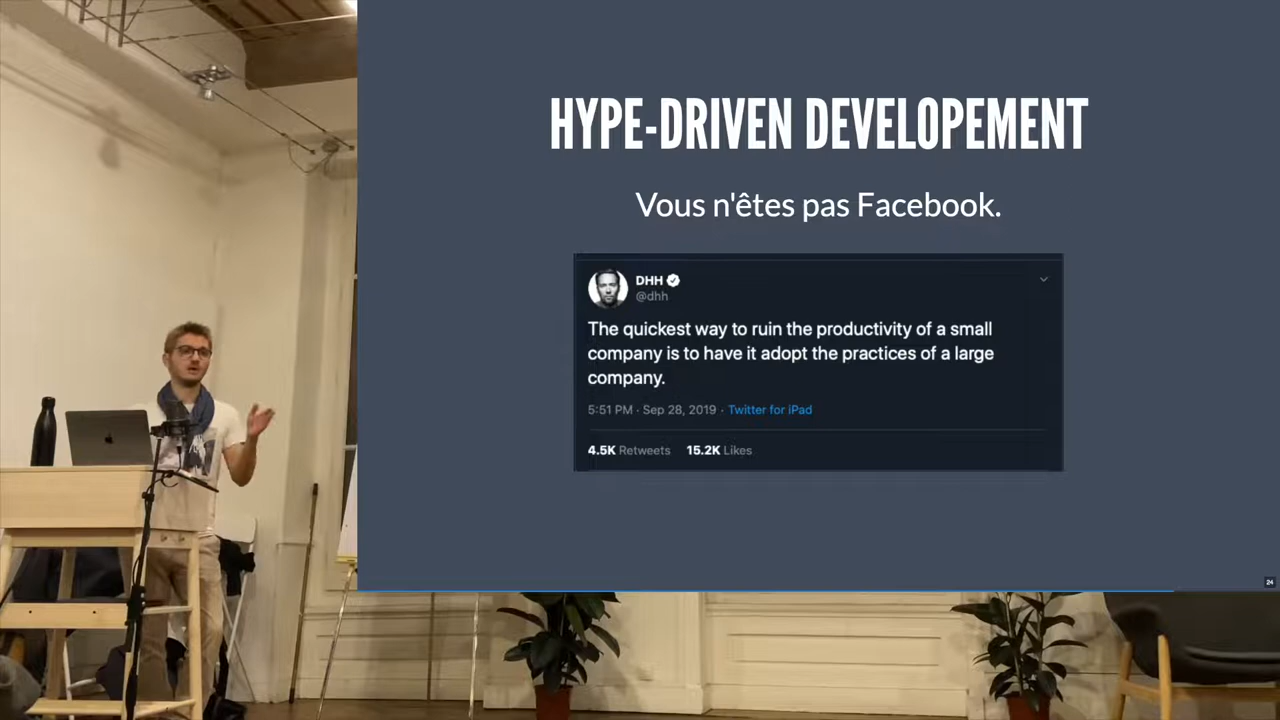 HYPE-DRIVEN DEVELOPEMENT
Vous n'êtes pas Facebook.
DHH
@dhh
The quickest way to ruin the productivity of a small
company is to have it adopt the practices of a large
company.
5:51 PM · Sep 28, 2019 · Twitter for iPad
4.5K Retweets 15.2K Likes
24